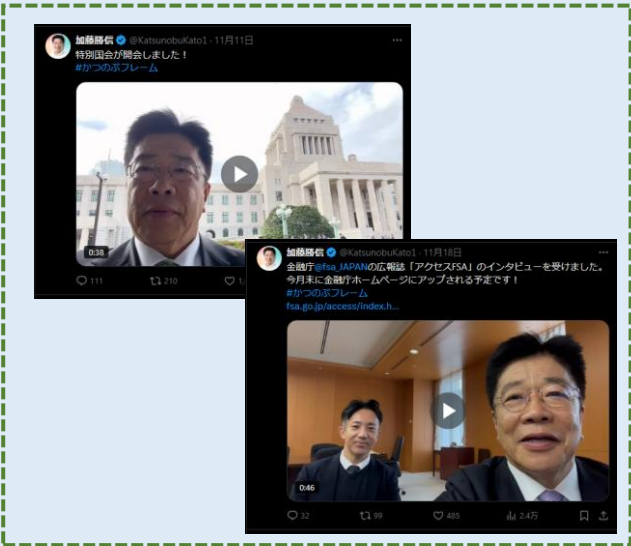 加藤勝信 @KatsunobuKato1・11月11日
特別国会が開会しました！
#かつのぶフレーム
0:38
111 210
加藤勝信 @KatsunobuKato1・11月18日
金融庁@fsa_JAPANの広報誌「アクセスFSA」のインタビューを受けました。
今月末に金融庁ホームページにアップされる予定です！
#かつのぶフレーム
fsa.go.jp/access/index.h...
0:46
32 99 485 2.4万